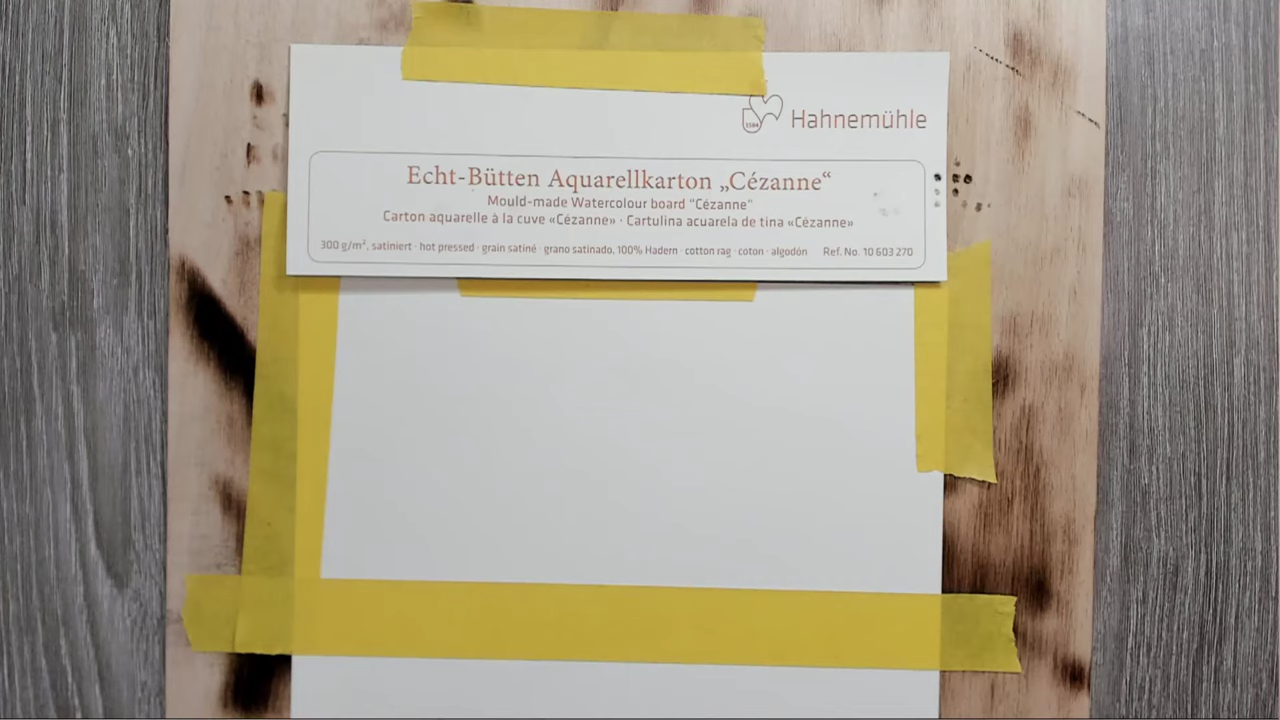 1584
Hahnemühle
Echt-Bütten Aquarellkarton „Cézanne“
Mould-made Watercolour board "Cézanne"
Carton aquarelle à la cuve «Cézanne» · Cartulina acuarela de tina «Cézanne»
300 g/m², satiniert · hot pressed · grain satiné · grano satinado, 100% Hadern · cotton rag · coton · algodón Ref. No. 10 603 270